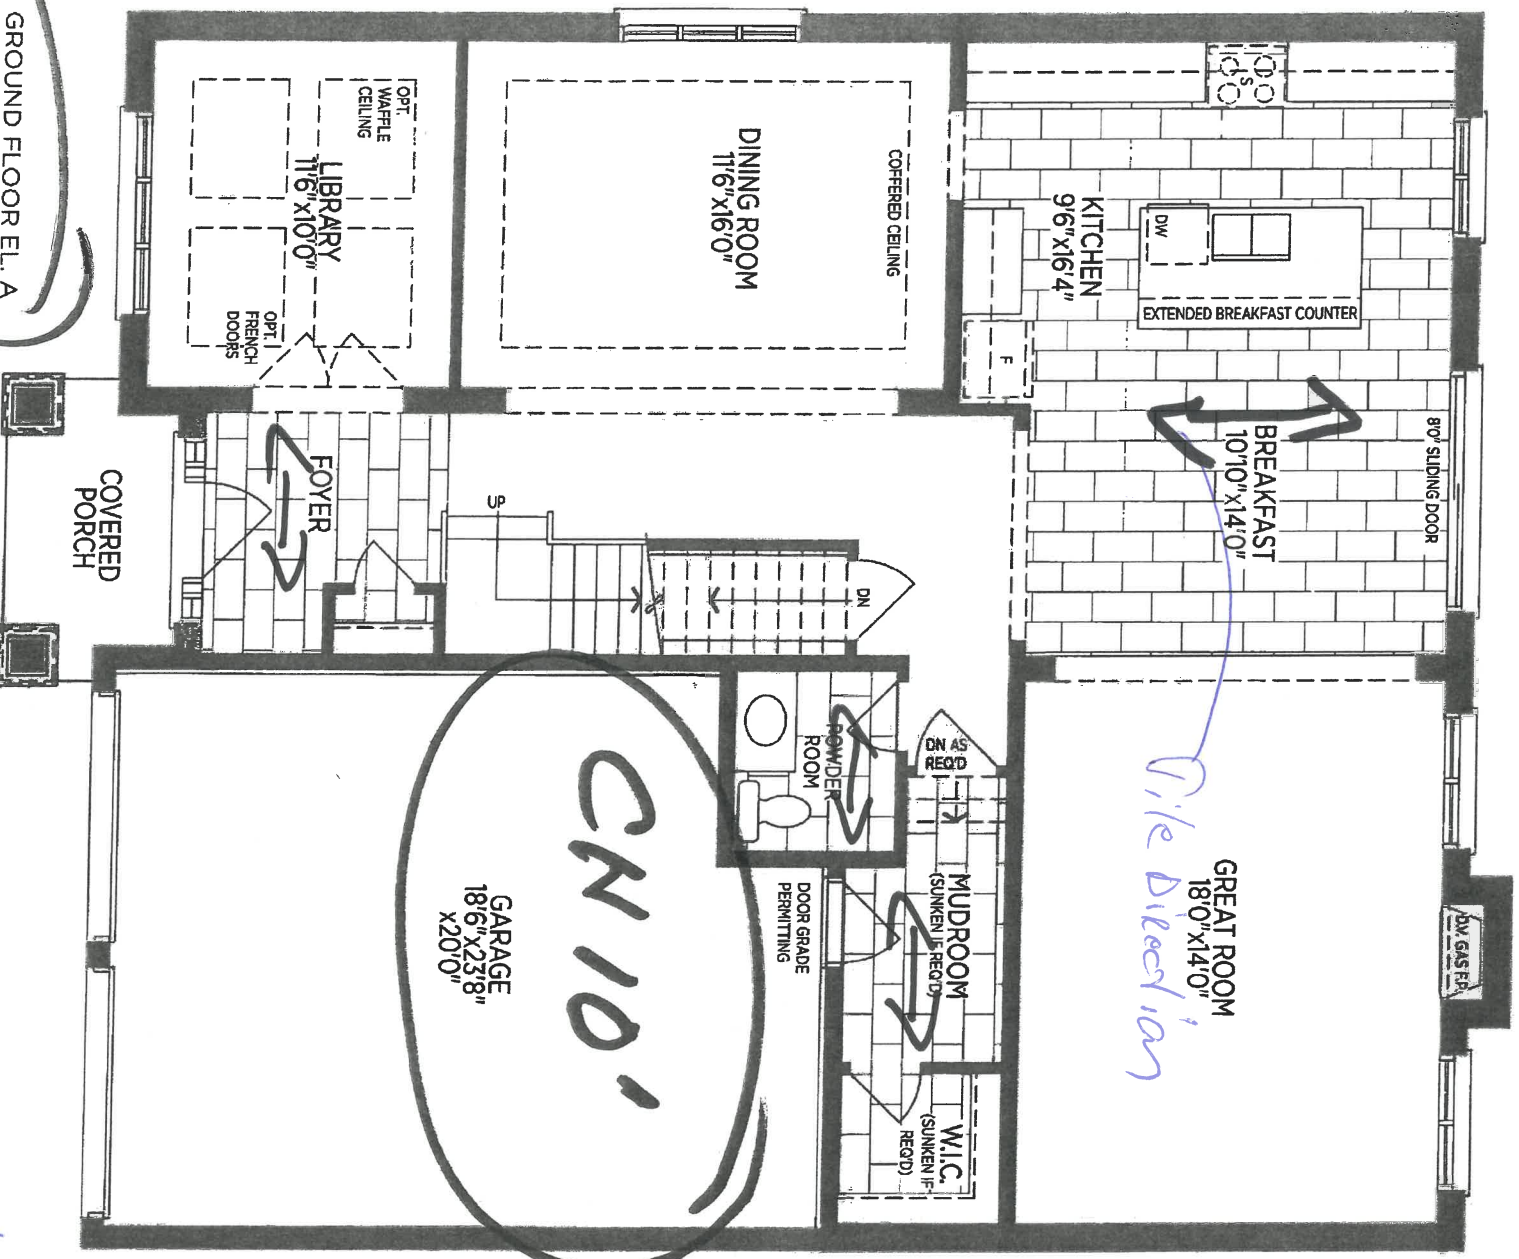 GROUND FLOOR EL. A
OPT.
WAFFLE
CEILING
LIBRARY
11'6"x10'0"
OPT.
FRENCH
DOORS
COFFERED CEILING
DINING ROOM
11'6"x16'0"
S
KITCHEN
9'6"x16'4"
DW
EXTENDED BREAKFAST COUNTER
F
8'0" SLIDING DOOR
BREAKFAST
10'10"x14'0"
FOYER
COVERED
PORCH
UP
DN
POWDER
ROOM
DN AS
REQ'D
MUDROOM
(SUNKEN IF REQ'D)
DOOR GRADE
PERMITTING
W.I.C.
(SUNKEN IF
REQ'D)
GARAGE
18'6"x23'8"
x20'0"
CN 10'
GREAT ROOM
18'0"x14'0"
D.V. GAS F.P.
Tile Direction